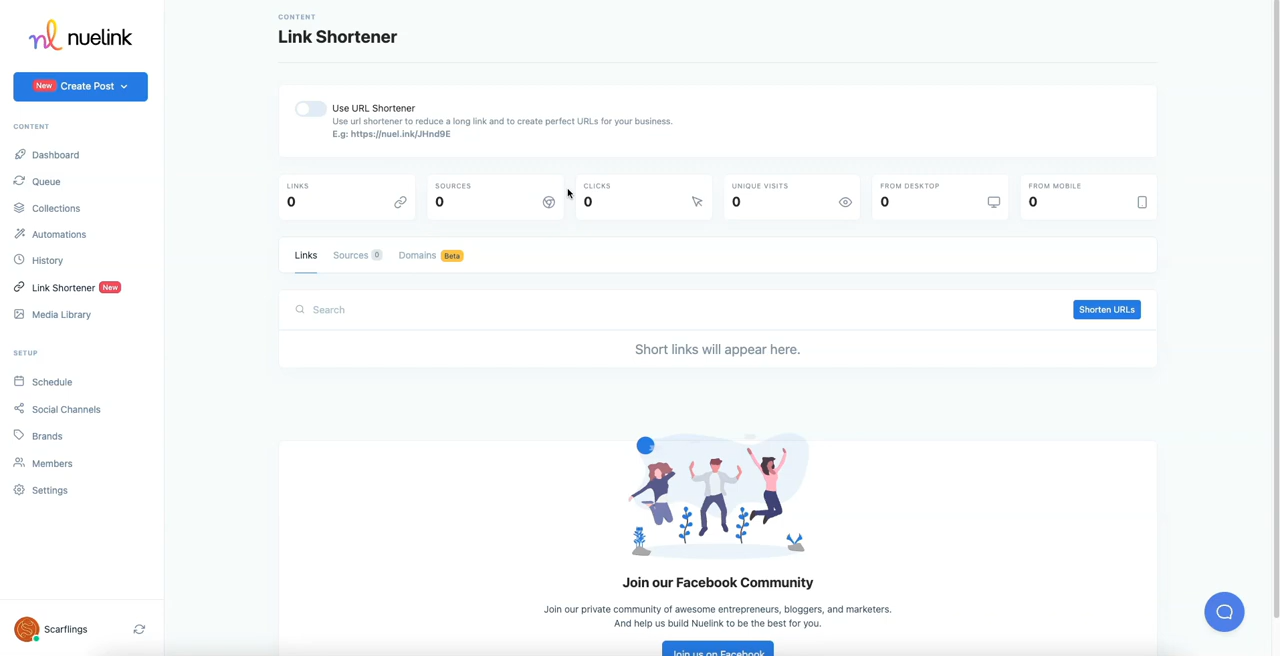 nuelink
New Create Post
CONTENT
Dashboard
Queue
Collections
Automations
History
Link Shortener New
Media Library
SETUP
Schedule
Social Channels
Brands
Members
Settings
Scarflings
CONTENT
Link Shortener
Use URL Shortener
Use url shortener to reduce a long link and to create perfect URLs for your business.
E.g: https://nuel.ink/JHnd9E
LINKS
0
SOURCES
0
CLICKS
0
UNIQUE VISITS
0
FROM DESKTOP
0
FROM MOBILE
0
Links Sources 0 Domains Beta
Search
Shorten URLs
Short links will appear here.
Join our Facebook Community
Join our private community of awesome entrepreneurs, bloggers, and marketers.
And help us build Nuelink to be the best for you.
Join us on Facebook